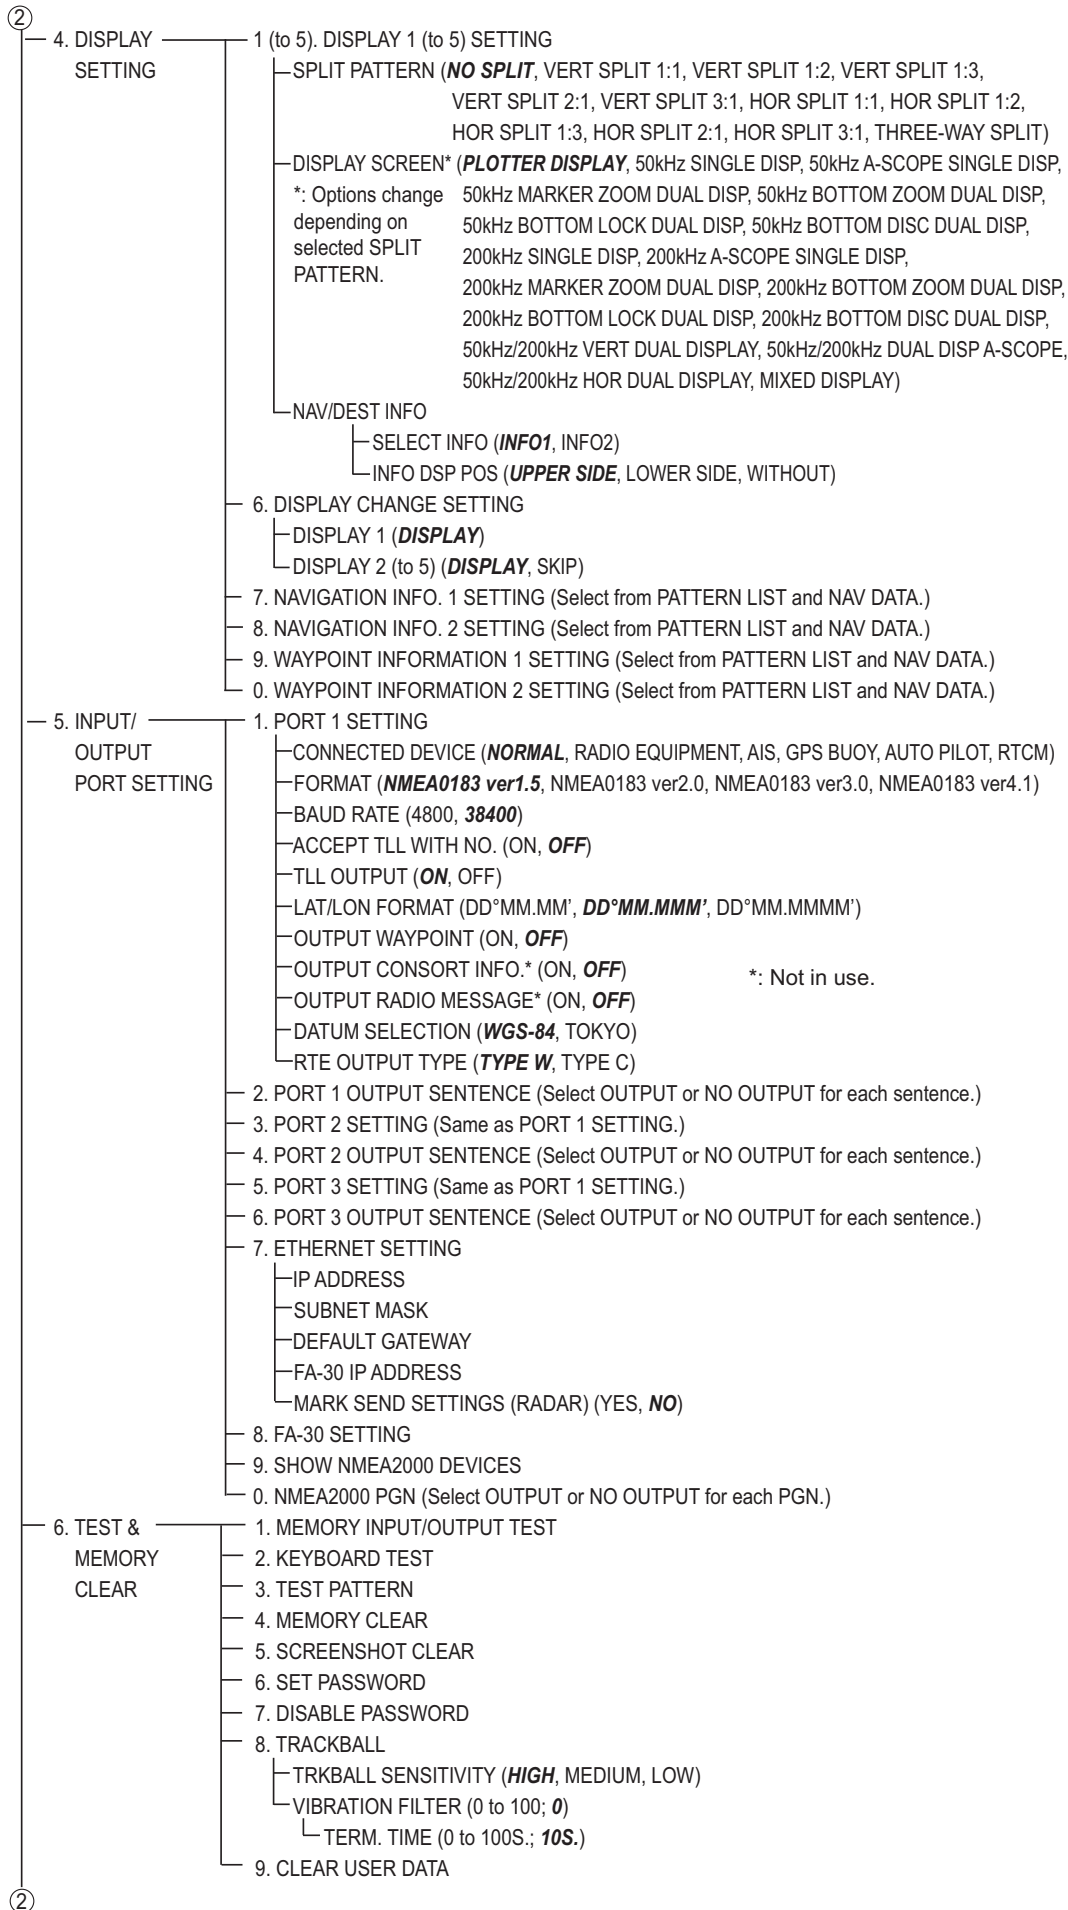 2
4. DISPLAY SETTING
1 (to 5). DISPLAY 1 (to 5) SETTING
SPLIT PATTERN (NO SPLIT, VERT SPLIT 1:1, VERT SPLIT 1:2, VERT SPLIT 1:3,
VERT SPLIT 2:1, VERT SPLIT 3:1, HOR SPLIT 1:1, HOR SPLIT 1:2,
HOR SPLIT 1:3, HOR SPLIT 2:1, HOR SPLIT 3:1, THREE-WAY SPLIT)
DISPLAY SCREEN* (PLOTTER DISPLAY, 50kHz SINGLE DISP, 50kHz A-SCOPE SINGLE DISP,
50kHz MARKER ZOOM DUAL DISP, 50kHz BOTTOM ZOOM DUAL DISP,
50kHz BOTTOM LOCK DUAL DISP, 50kHz BOTTOM DISC DUAL DISP,
200kHz SINGLE DISP, 200kHz A-SCOPE SINGLE DISP,
200kHz MARKER ZOOM DUAL DISP, 200kHz BOTTOM ZOOM DUAL DISP,
200kHz BOTTOM LOCK DUAL DISP, 200kHz BOTTOM DISC DUAL DISP,
50kHz/200kHz VERT DUAL DISPLAY, 50kHz/200kHz DUAL DISP A-SCOPE,
50kHz/200kHz HOR DUAL DISPLAY, MIXED DISPLAY)
*: Options change
depending on
selected SPLIT
PATTERN.
NAV/DEST INFO
SELECT INFO (INFO1, INFO2)
INFO DSP POS (UPPER SIDE, LOWER SIDE, WITHOUT)
6. DISPLAY CHANGE SETTING
DISPLAY 1 (DISPLAY)
DISPLAY 2 (to 5) (DISPLAY, SKIP)
7. NAVIGATION INFO. 1 SETTING (Select from PATTERN LIST and NAV DATA.)
8. NAVIGATION INFO. 2 SETTING (Select from PATTERN LIST and NAV DATA.)
9. WAYPOINT INFORMATION 1 SETTING (Select from PATTERN LIST and NAV DATA.)
0. WAYPOINT INFORMATION 2 SETTING (Select from PATTERN LIST and NAV DATA.)
5. INPUT/
OUTPUT
PORT SETTING
1. PORT 1 SETTING
CONNECTED DEVICE (NORMAL, RADIO EQUIPMENT, AIS, GPS BUOY, AUTO PILOT, RTCM)
FORMAT (NMEA0183 ver1.5, NMEA0183 ver2.0, NMEA0183 ver3.0, NMEA0183 ver4.1)
BAUD RATE (4800, 38400)
ACCEPT TLL WITH NO. (ON, OFF)
TLL OUTPUT (ON, OFF)
LAT/LON FORMAT (DD°MM.MM’, DD°MM.MMM’, DD°MM.MMMM’)
OUTPUT WAYPOINT (ON, OFF)
OUTPUT CONSORT INFO.* (ON, OFF)
*: Not in use.
OUTPUT RADIO MESSAGE* (ON, OFF)
DATUM SELECTION (WGS-84, TOKYO)
RTE OUTPUT TYPE (TYPE W, TYPE C)
2. PORT 1 OUTPUT SENTENCE (Select OUTPUT or NO OUTPUT for each sentence.)
3. PORT 2 SETTING (Same as PORT 1 SETTING.)
4. PORT 2 OUTPUT SENTENCE (Select OUTPUT or NO OUTPUT for each sentence.)
5. PORT 3 SETTING (Same as PORT 1 SETTING.)
6. PORT 3 OUTPUT SENTENCE (Select OUTPUT or NO OUTPUT for each sentence.)
7. ETHERNET SETTING
IP ADDRESS
SUBNET MASK
DEFAULT GATEWAY
FA-30 IP ADDRESS
MARK SEND SETTINGS (RADAR) (YES, NO)
8. FA-30 SETTING
9. SHOW NMEA2000 DEVICES
0. NMEA2000 PGN (Select OUTPUT or NO OUTPUT for each PGN.)
6. TEST &
MEMORY
CLEAR
1. MEMORY INPUT/OUTPUT TEST
2. KEYBOARD TEST
3. TEST PATTERN
4. MEMORY CLEAR
5. SCREENSHOT CLEAR
6. SET PASSWORD
7. DISABLE PASSWORD
8. TRACKBALL
TRKBALL SENSITIVITY (HIGH, MEDIUM, LOW)
VIBRATION FILTER (0 to 100; 0)
TERM. TIME (0 to 100S.; 10S.)
9. CLEAR USER DATA
2